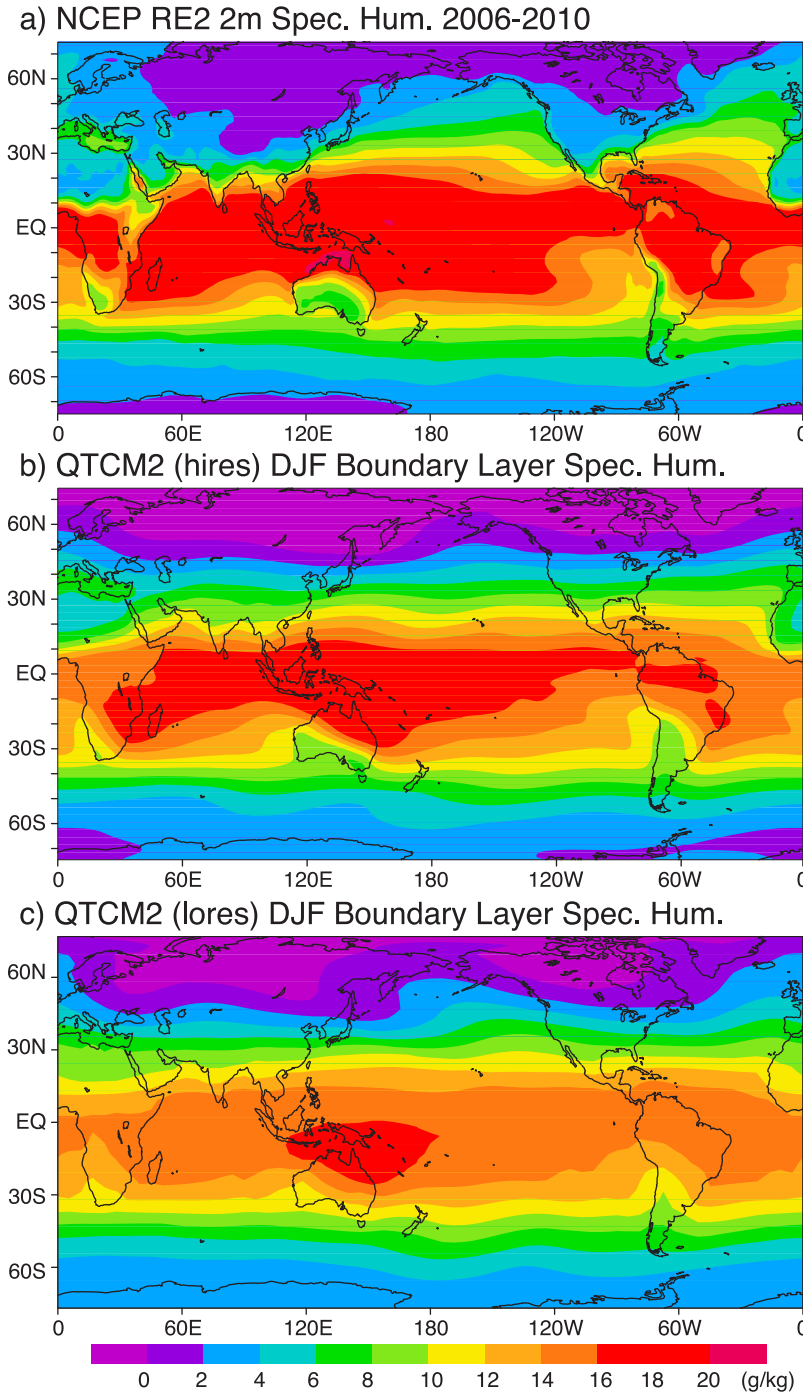 a) NCEP RE2 2m Spec. Hum. 2006-2010
60N
30N
EQ
30S
60S
0 60E 120E 180 120W 60W 0
b) QTCM2 (hires) DJF Boundary Layer Spec. Hum.
60N
30N
EQ
30S
60S
0 60E 120E 180 120W 60W 0
c) QTCM2 (lores) DJF Boundary Layer Spec. Hum.
60N
30N
EQ
30S
60S
0 60E 120E 180 120W 60W 0
0 2 4 6 8 10 12 14 16 18 20 (g/kg)